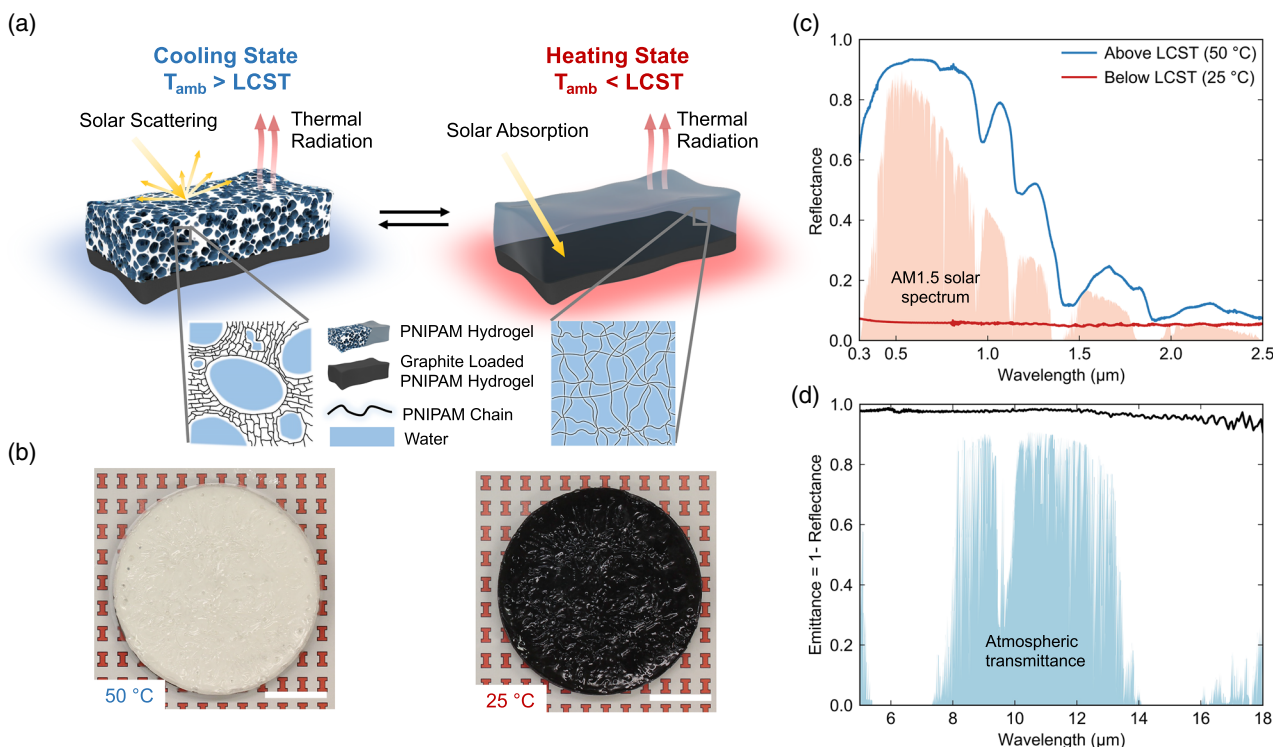 (a)
Cooling State
T_amb > LCST
Heating State
T_amb < LCST
Solar Scattering
Thermal
Radiation
Solar Absorption
Thermal
Radiation
PNIPAM Hydrogel
Graphite Loaded
PNIPAM Hydrogel
PNIPAM Chain
Water
(b)
50 °C
25 °C
(c)
1.0
0.8
0.6
0.4
0.2
0.0
Reflectance
Above LCST (50 °C)
Below LCST (25 °C)
AM1.5 solar
spectrum
0.3 0.5 1.0 1.5 2.0 2.5
Wavelength (μm)
(d)
1.0
0.8
0.6
0.4
0.2
0.0
Emittance = 1- Reflectance
Atmospheric
transmittance
6 8 10 12 14 16 18
Wavelength (μm)